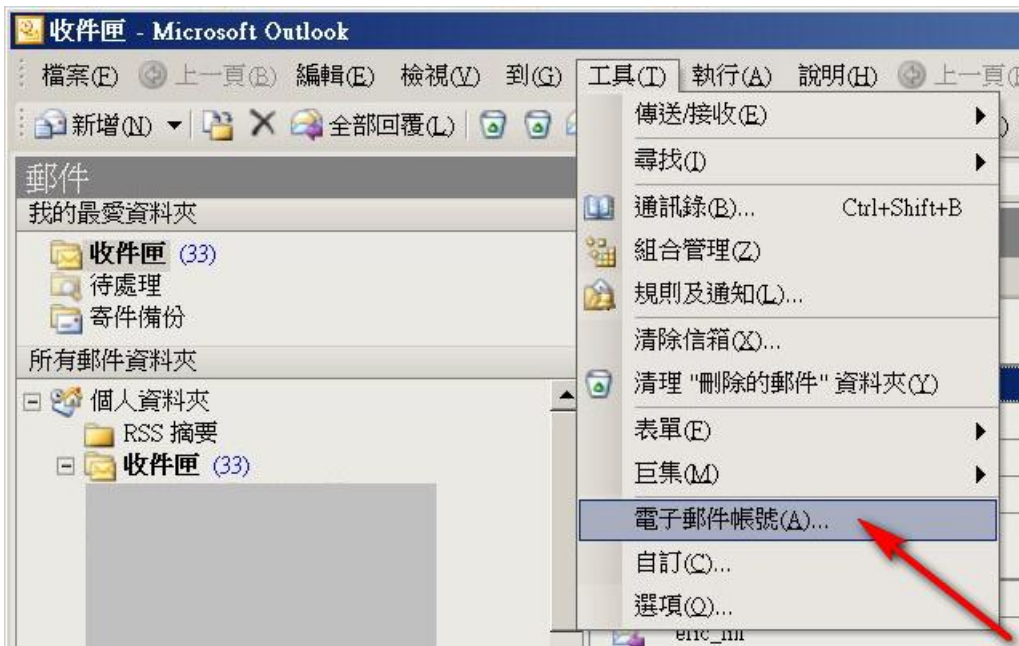 收件匣 - Microsoft Outlook
檔案(F) 上一頁(B) 編輯(E) 檢視(V) 到(G) 工具(T) 執行(A) 說明(H) 上一頁(
新增(N) 全部回覆(L)
郵件
我的最愛資料夾
收件匣 (33)
待處理
寄件備份
所有郵件資料夾
個人資料夾
RSS 摘要
收件匣 (33)
傳送/接收(E)
尋找(I)
通訊錄(B)... Ctrl+Shift+B
組合管理(Z)
規則及通知(L)...
清除信箱(X)...
清理 "刪除的郵件" 資料夾(Y)
表單(F)
巨集(M)
電子郵件帳號(A)...
自訂(C)...
選項(O)...